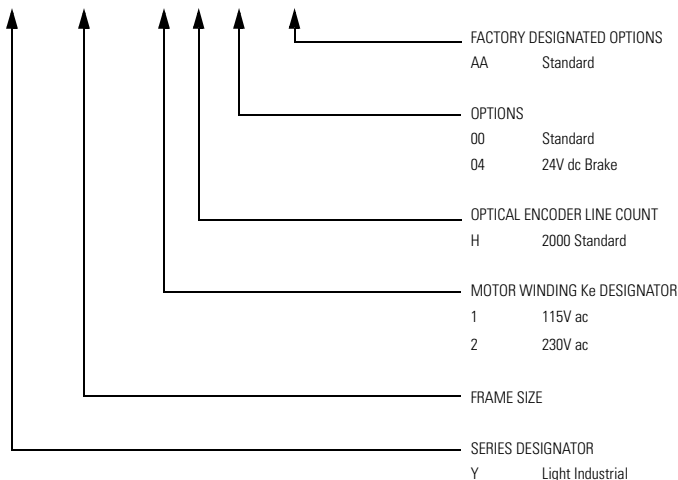 FACTORY DESIGNATED OPTIONS
AA Standard
OPTIONS
00 Standard
04 24V dc Brake
OPTICAL ENCODER LINE COUNT
H 2000 Standard
MOTOR WINDING Ke DESIGNATOR
1 115V ac
2 230V ac
FRAME SIZE
SERIES DESIGNATOR
Y Light Industrial